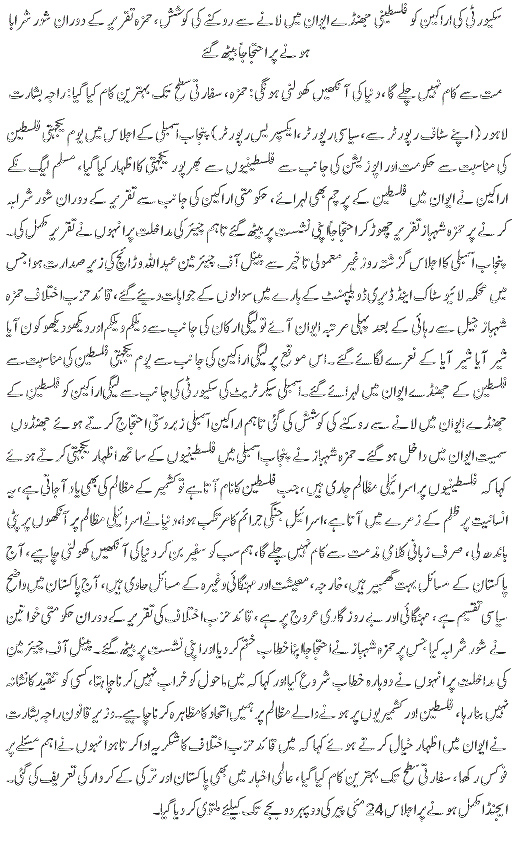 سکیورٹی کی اراکین کو فلسطینی جھنڈے ایوان میں لانے سے روکنے کی کوشش، حمزہ تقریر کے دوران شور شرابا
ہونے پر احتجاجاً بیٹھ گئے
مت سے کام نہیں چلے گا، دنیا کی آنکھیں کھولنی ہونگی: حمزہ، سفارتی سطح تک بہترین کام کیا گیا: راجہ بشارت
لاہور (اپنے سٹاف رپورٹر سے، سیاسی رپورٹر، ایکسپریس رپورٹر) پنجاب اسمبلی کے اجلاس میں یوم یکجہتی فلسطین
کی مناسبت سے حکومت اور اپوزیشن کی جانب سے فلسطینیوں سے بھرپور یکجہتی کا اظہار کیا گیا، مسلم لیگ ن کے
اراکین نے ایوان میں فلسطین کے پرچم بھی لہرائے، حکومتی اراکین کی جانب سے تقریر کے دوران شور شرابہ
کرنے پر حمزہ شہباز تقریر چھوڑ کر احتجاجاً اپنی نشست پر بیٹھ گئے تاہم چیئر کی مداخلت پر انہوں نے تقریر مکمل کی۔
پنجاب اسمبلی کا اجلاس گزشتہ روز غیر معمولی تاخیر سے پینل آف چیئرمین عبداللہ وڑائچ کی زیر صدارت ہوا جس
میں محکمہ لائیو سٹاک اینڈ ڈیری ڈویلپمنٹ کے بارے میں سوالوں کے جوابات دیئے گئے، قائد حزب اختلاف حمزہ
شہباز جیل سے رہائی کے بعد پہلی مرتبہ ایوان آئے تو لیگی ارکان کی جانب سے ویلکم ویلکم اور دیکھو دیکھو کون آیا
شیر آیا شیر آیا کے نعرے لگائے گئے۔ اس موقع پر لیگی اراکین کی جانب سے یوم یکجہتی فلسطین کی مناسبت سے
فلسطین کے جھنڈے ایوان میں لہرائے گئے۔ اسمبلی سیکرٹریٹ کی سکیورٹی کی جانب سے لیگی اراکین کو فلسطین کے
جھنڈے ایوان میں لانے سے روکنے کی کوشش کی گئی تاہم اراکین اسمبلی زبردستی احتجاج کرتے ہوئے جھنڈوں
سمیت ایوان میں داخل ہو گئے۔ حمزہ شہباز نے پنجاب اسمبلی میں فلسطینیوں کے ساتھ اظہار یکجہتی کرتے ہوئے
کہا کہ فلسطینیوں پر اسرائیلی مظالم جاری ہیں، جب فلسطین کا نام آتا ہے تو کشمیر کے مظالم کی بھی یاد آ جاتی ہے، یہ
انسانیت پر ظلم کے زمرے میں آتا ہے، اسرائیل جنگی جرائم کا مرتکب ہوا، دنیا نے اسرائیلی مظالم پر آنکھوں پر پٹی
باندھ لی، صرف زبانی کلامی مذمت سے کام نہیں چلے گا، ہم سب کو سفیر بن کر دنیا کی آنکھیں کھولنی چاہیے، آج
پاکستان کے مسائل بہت گھمبیر ہیں، خارجہ، معیشت اور مہنگائی وغیرہ کے مسائل حاوی ہیں، آج پاکستان میں واضح
سیاسی تقسیم ہے، مہنگائی اور بے روزگاری عروج پر ہے، قائد حزب اختلاف کی تقریر کے دوران حکومتی خواتین
نے شور شرابہ کیا جس پر حمزہ شہباز نے احتجاجاً اپنا خطاب ختم کر دیا اور اپنی نشست پر بیٹھ گئے۔ پینل آف چیئرمین
کی مداخلت پر انہوں نے دوبارہ خطاب شروع کیا اور کہا کہ میں ماحول کو خراب نہیں کرنا چاہتا، کسی کو تنقید کا نشانہ
نہیں بنا رہا، فلسطین اور کشمیریوں پر ہونے والے مظالم پر ہمیں اتحاد کا مظاہرہ کرنا چاہیے۔ وزیر قانون راجہ بشارت
نے ایوان میں اظہار خیال کرتے ہوئے کہا کہ میں قائد حزب اختلاف کا شکریہ ادا کرتا ہوں انہوں نے اہم مسئلے پر
فوکس رکھا، سفارتی سطح تک بہترین کام کیا گیا، عالمی اخبار میں بھی پاکستان اور ترکی کے کردار کی تعریف کی گئی۔
ایجنڈا مکمل ہونے پر اجلاس 24 مئی پیر کی دوپہر دو بجے تک کیلئے ملتوی کر دیا گیا۔